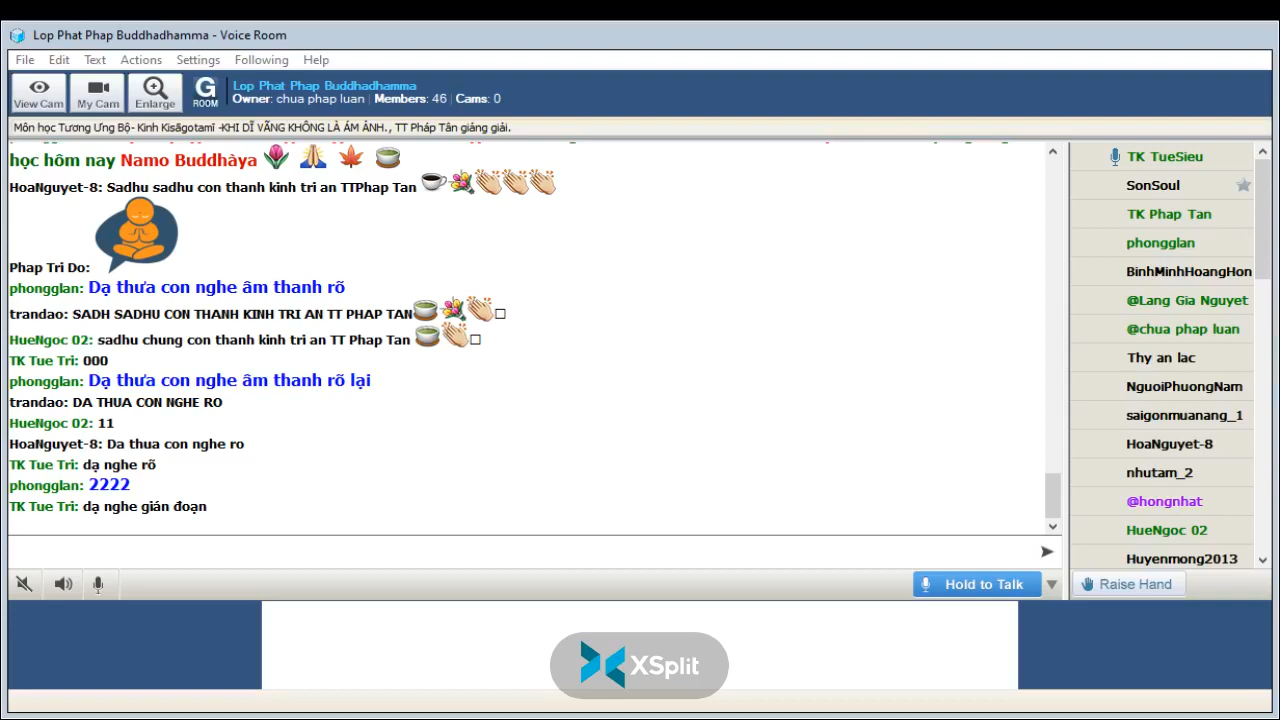 Lop Phat Phap Buddhadhamma - Voice Room
File Edit Text Actions Settings Following Help
View Cam
My Cam
Enlarge
G ROOM
Lop Phat Phap Buddhadhamma
Owner: chua phap luan | Members: 46 | Cams: 0
Môn học Tương Ưng Bộ- Kinh Kisāgotamī -KHI DĨ VÃNG KHÔNG LÀ ÁM ẢNH., TT Pháp Tân giảng giải.
học hôm nay Namo Buddhàya
HoaNguyet-8: Sadhu sadhu con thanh kinh tri an TTPhap Tan
Phap Tri Do:
phongglan: Dạ thưa con nghe âm thanh rõ
trandao: SADH SADHU CON THANH KINH TRI AN TT PHAP TAN
HueNgoc 02: sadhu chung con thanh kinh tri an TT Phap Tan
TK Tue Tri: 000
phongglan: Dạ thưa con nghe âm thanh rõ lại
trandao: DA THUA CON NGHE RO
HueNgoc 02: 11
HoaNguyet-8: Da thua con nghe ro
TK Tue Tri: dạ nghe rõ
phongglan: 2222
TK Tue Tri: dạ nghe gián đoạn
TK TueSieu
SonSoul
TK Phap Tan
phongglan
BinhMinhHoangHon
@Lang Gia Nguyet
@chua phap luan
Thy an lac
NguoiPhuongNam
saigonmuanang_1
HoaNguyet-8
nhutam_2
@hongnhat
HueNgoc 02
Huyenmong2013
Hold to Talk
Raise Hand
XSplit